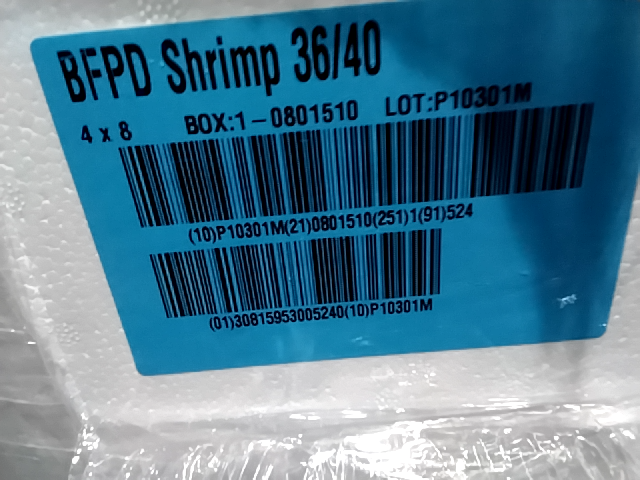 BFPD Shrimp 36/40
4 x 8 BOX:1-0801510 LOT:P10301M
(10)P10301M(21)0801510(251)1(91)524
(01)30815953005240(10)P10301M